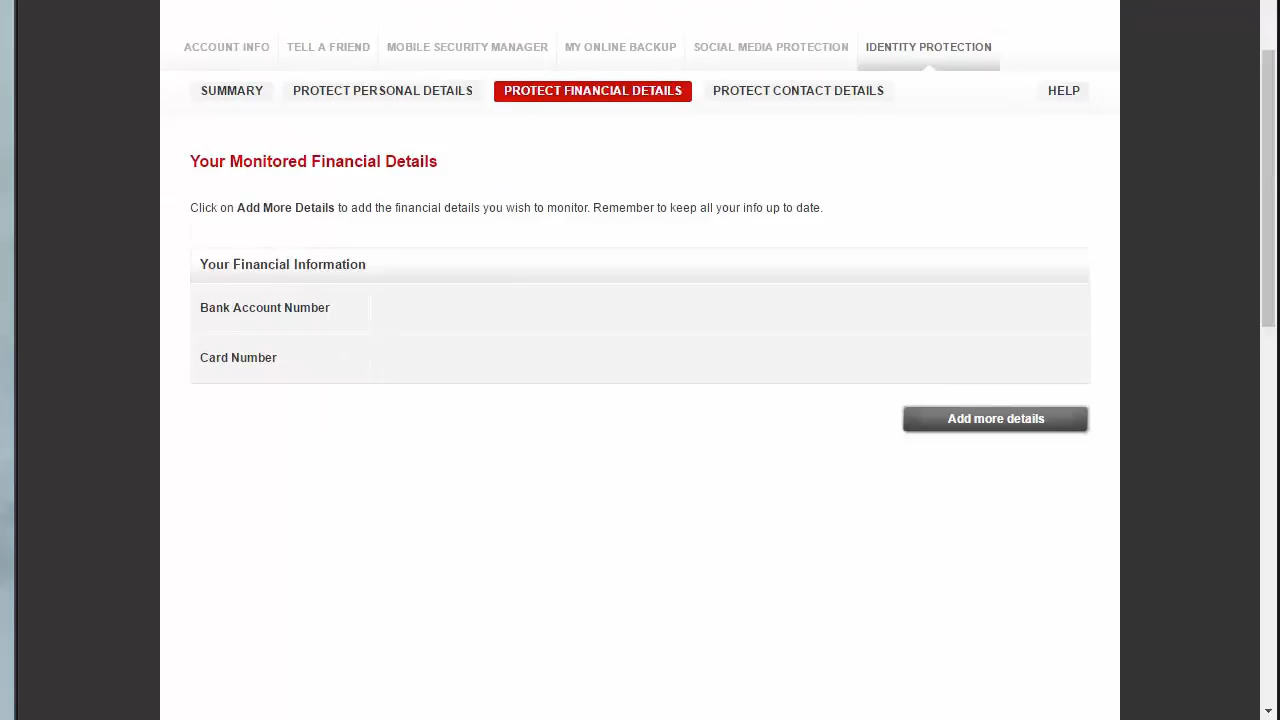 ACCOUNT INFO TELL A FRIEND MOBILE SECURITY MANAGER MY ONLINE BACKUP SOCIAL MEDIA PROTECTION IDENTITY PROTECTION
SUMMARY PROTECT PERSONAL DETAILS PROTECT FINANCIAL DETAILS PROTECT CONTACT DETAILS HELP
Your Monitored Financial Details
Click on Add More Details to add the financial details you wish to monitor. Remember to keep all your info up to date.
Your Financial Information
Bank Account Number
Card Number
Add more details